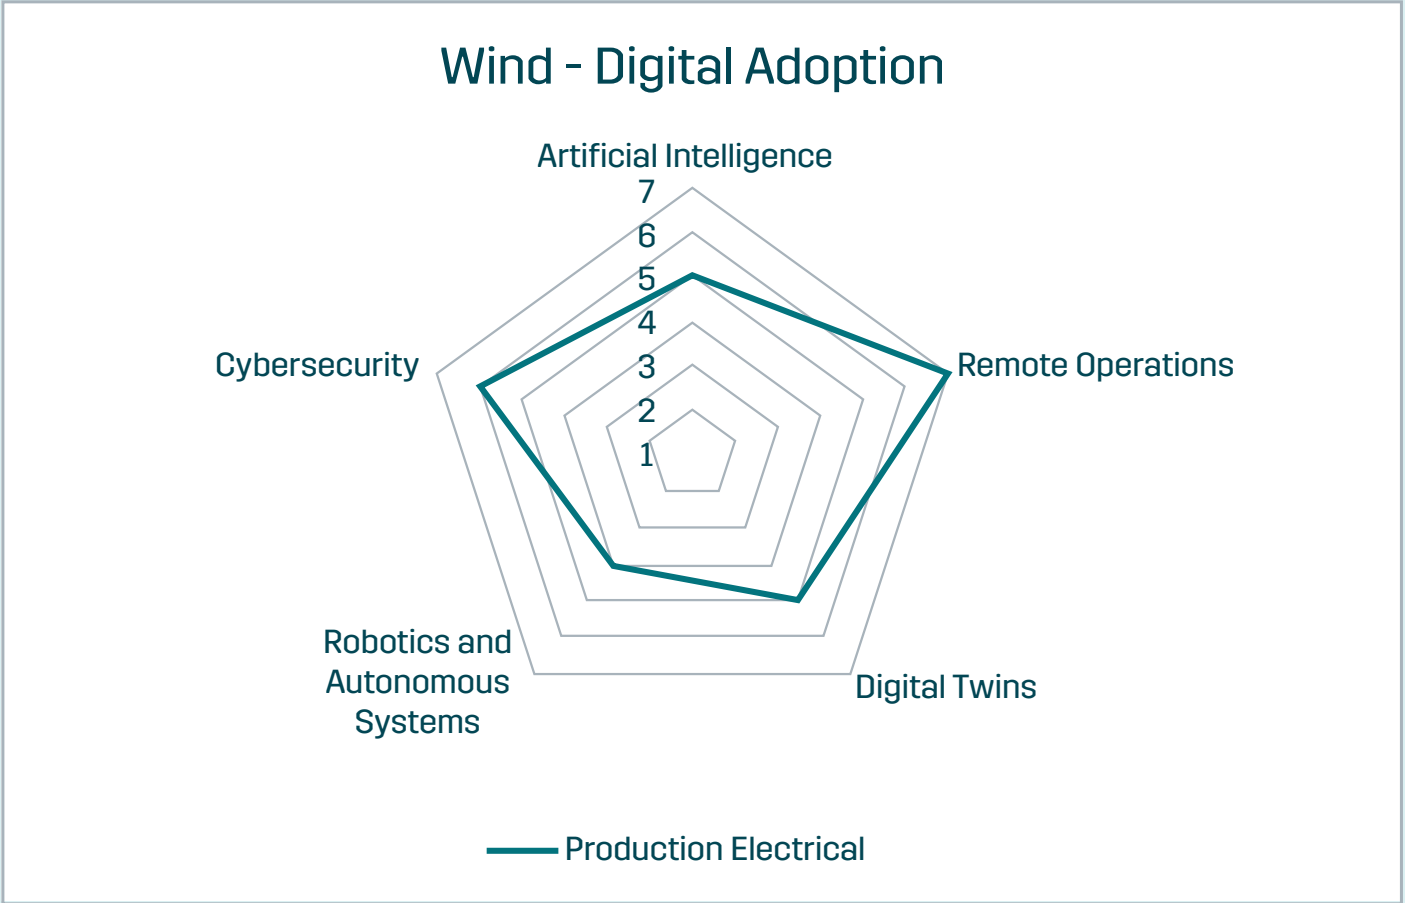 Wind - Digital Adoption
Artificial Intelligence
7
6
5
4
3
2
1
Cybersecurity
Remote Operations
Robotics and
Autonomous
Systems
Digital Twins
Production Electrical